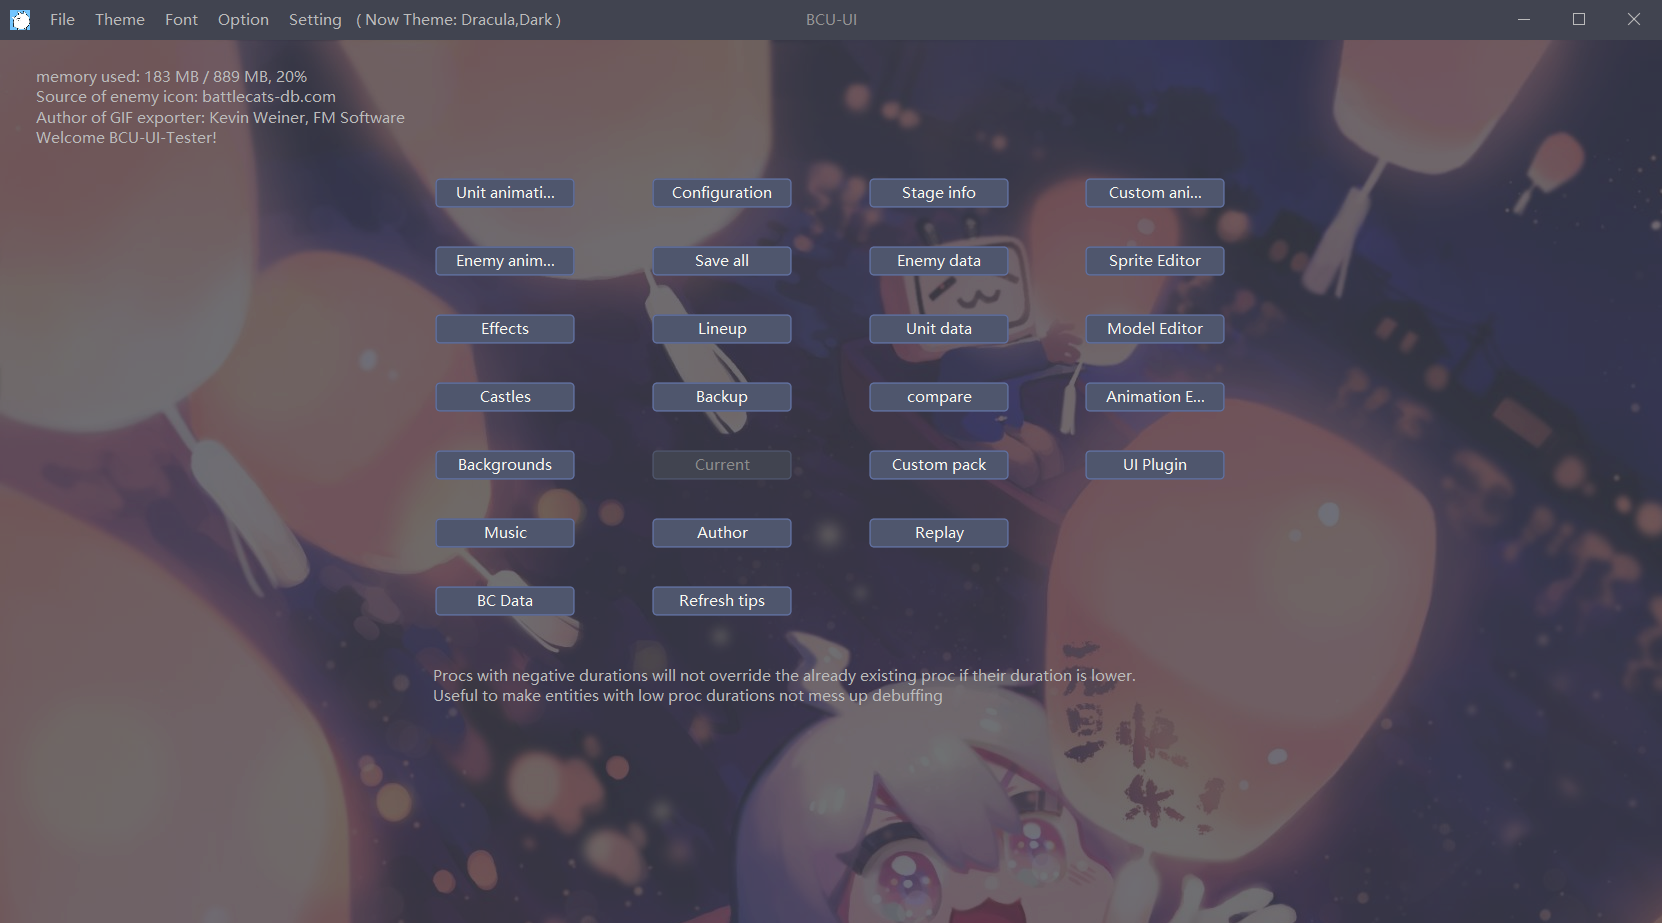 File Theme Font Option Setting ( Now Theme: Dracula,Dark ) BCU-UI
memory used: 183 MB / 889 MB, 20%
Source of enemy icon: battlecats-db.com
Author of GIF exporter: Kevin Weiner, FM Software
Welcome BCU-UI-Tester!
Unit animati... Configuration Stage info Custom ani...
Enemy anim... Save all Enemy data Sprite Editor
Effects Lineup Unit data Model Editor
Castles Backup compare Animation E...
Backgrounds Current Custom pack UI Plugin
Music Author Replay
BC Data Refresh tips
Procs with negative durations will not override the already existing proc if their duration is lower.
Useful to make entities with low proc durations not mess up debuffing